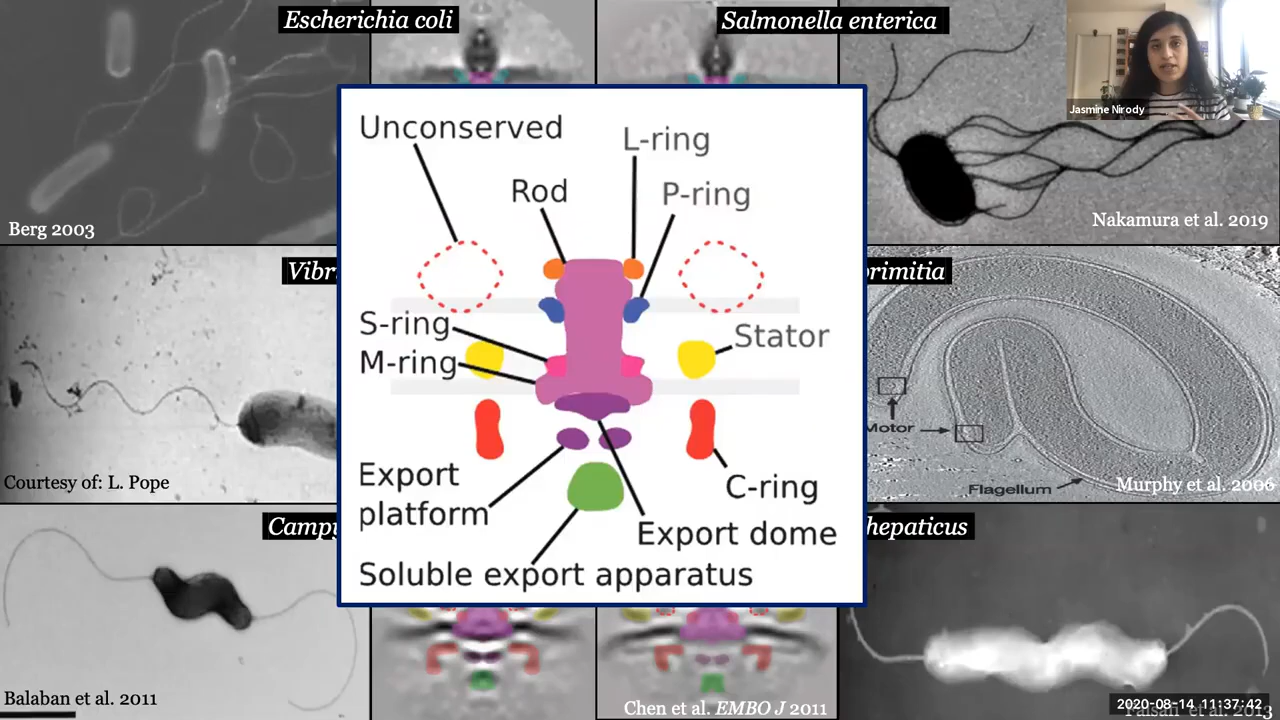 Escherichia coli
Salmonella enterica
Jasmine Nirody
Berg 2003
Nakamura et al. 2019
Unconserved
L-ring
Rod
P-ring
S-ring
M-ring
Stator
Export
platform
C-ring
Export dome
Soluble export apparatus
Vibr
primitia
Courtesy of: L. Pope
Motor
Flagellum
Murphy et al. 2006
Campy
hepaticus
Balaban et al. 2011
Chen et al. EMBO J 2011
2020-08-14 11:37:42